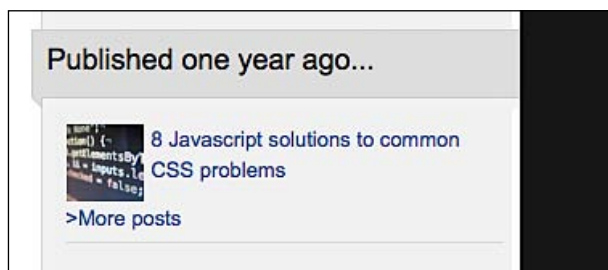 Published one year ago...
8 Javascript solutions to common
CSS problems
>More posts